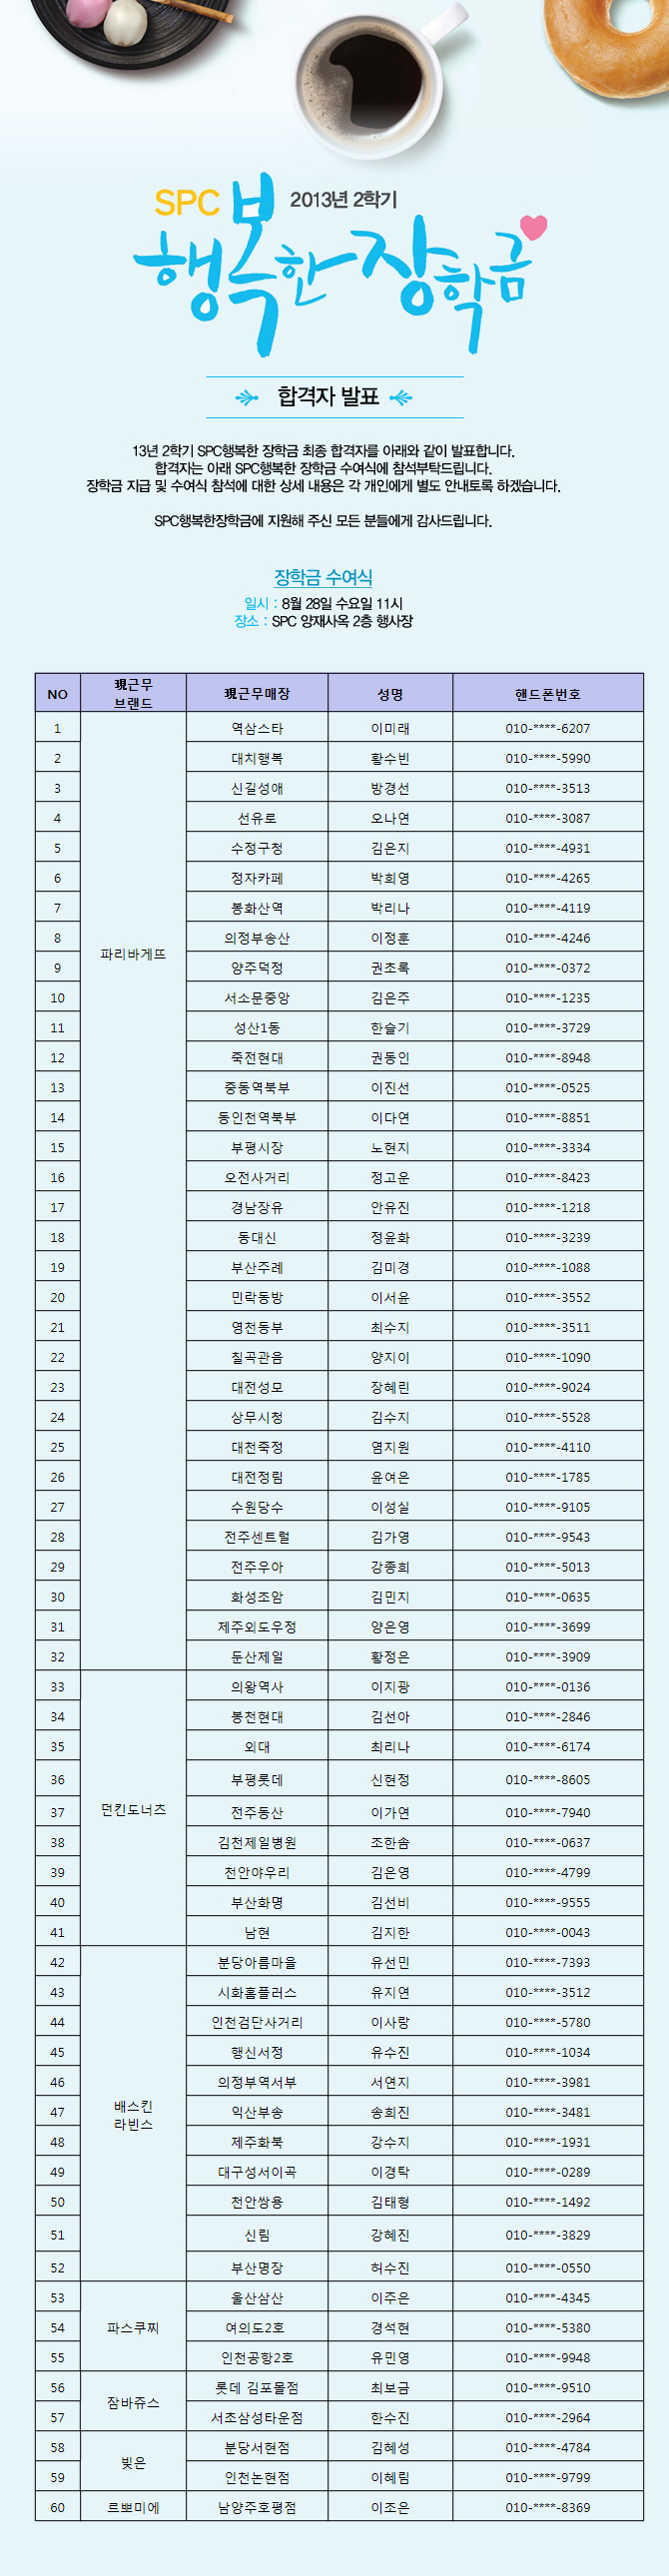 SPC 2013년 2학기
행복한 장학금
합격자 발표
13년 2학기 SPC행복한 장학금 최종 합격자를 아래와 같이 발표합니다.
합격자는 아래 SPC행복한 장학금 수여식에 참석부탁드립니다.
장학금 지급 및 수여식 참석에 대한 상세 내용은 각 개인에게 별도 안내토록 하겠습니다.
SPC행복한장학금에 지원해 주신 모든 분들에게 감사드립니다.
장학금 수여식
일시 : 8월 28일 수요일 11시
장소 : SPC 양재사옥 2층 행사장
NO 現근무 브랜드 現근무매장 성명 핸드폰번호
1 파리바게뜨 역삼스타 이미래 010-****-6207
2 대치행복 황수빈 010-****-5990
3 신길성애 방경선 010-****-3513
4 선유로 오나연 010-****-3087
5 수정구청 김은지 010-****-4931
6 정자카페 박희영 010-****-4265
7 봉화산역 박리나 010-****-4119
8 의정부송산 이정훈 010-****-4246
9 양주덕정 권초록 010-****-0372
10 서소문중앙 김은주 010-****-1235
11 성산1동 한슬기 010-****-3729
12 죽전현대 권동인 010-****-8948
13 중동역북부 이진선 010-****-0525
14 동인천역북부 이다연 010-****-8851
15 부평시장 노현지 010-****-3334
16 오전사거리 정고운 010-****-8423
17 경남장유 안유진 010-****-1218
18 동대신 정윤화 010-****-3239
19 부산주례 김미경 010-****-1088
20 민락동방 이서윤 010-****-3552
21 영천동부 최수지 010-****-3511
22 칠곡관음 양지이 010-****-1090
23 대전성모 장혜린 010-****-9024
24 상무시청 김수지 010-****-5528
25 대천죽정 염지원 010-****-4110
26 대전정림 윤여은 010-****-1785
27 수원당수 이성실 010-****-9105
28 전주센트럴 김가영 010-****-9543
29 전주우아 강종희 010-****-5013
30 화성조암 김민지 010-****-0635
31 제주외도우정 양은영 010-****-3699
32 둔산제일 황정은 010-****-3909
33 던킨도너츠 의왕역사 이지광 010-****-0136
34 봉천현대 김선아 010-****-2846
35 외대 최리나 010-****-6174
36 부평롯데 신현정 010-****-8605
37 전주동산 이가연 010-****-7940
38 김천제일병원 조한솜 010-****-0637
39 천안야우리 김은영 010-****-4799
40 부산화명 김선비 010-****-9555
41 남현 김지한 010-****-0043
42 배스킨 라빈스 분당아름마을 유선민 010-****-7393
43 시화홈플러스 유지연 010-****-3512
44 인천검단사거리 이사랑 010-****-5780
45 행신서정 유수진 010-****-1034
46 의정부역서부 서연지 010-****-3981
47 익산부송 송희진 010-****-3481
48 제주화북 강수지 010-****-1931
49 대구성서이곡 이경탁 010-****-0289
50 천안쌍용 김태형 010-****-1492
51 신림 강혜진 010-****-3829
52 부산명장 허수진 010-****-0550
53 파스쿠찌 울산삼산 이주은 010-****-4345
54 여의도2호 경석현 010-****-5380
55 인천공항2호 유민영 010-****-9948
56 잠바쥬스 롯데 김포몰점 최보금 010-****-9510
57 서초삼성타운점 한수진 010-****-2964
58 빚은 분당서현점 김혜성 010-****-4784
59 인천논현점 이혜림 010-****-9799
60 르뽀미에 남양주호평점 이조은 010-****-8369